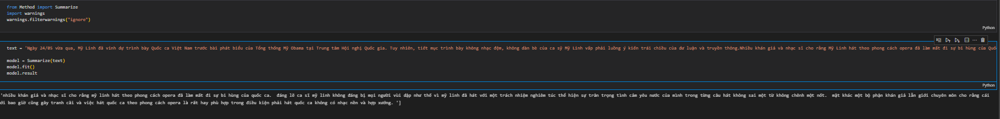 from Method import Summarize
import warnings
warnings.filterwarnings("ignore")
Python
text = 'Ngày 24/05 vừa qua, Mỹ Linh đã vinh dự trình bày Quốc ca Việt Nam trước bài phát biểu của Tổng thống Mỹ Obama tại Trung tâm Hội nghị Quốc gia. Tuy nhiên, tiết mục trình bày không nhạc đệm, không dàn bè của ca sỹ Mỹ Linh vấp phải luồng ý kiến trái chiều của dư luận và truyền thông.Nhiều khán giả và nhạc sĩ cho rằng Mỹ Linh hát theo phong cách opera đã làm mất đi sự bi hùng của Quố
model = Summarize(text)
model.fit()
model.result
Python
'nhiều khán giả và nhạc sĩ cho rằng mỹ linh hát theo phong cách opera đã làm mất đi sự bi hùng của quốc ca.  đáng lẽ ca sĩ mỹ linh không đáng bị mọi người vùi dập như thế vì mỹ linh đã hát với một trách nhiệm nghiêm túc thể hiện sự trân trọng tình cảm yêu nước của mình trong từng câu hát không sai một từ không chênh một nốt.  mặt khác một bộ phận khán giả lẫn giới chuyên môn cho rằng cái
ới bao giờ cũng gây tranh cãi và việc hát quốc ca theo phong cách opera là rất hay phù hợp trong điều kiện phải hát quốc ca không có nhạc nền và hợp xướng. ']